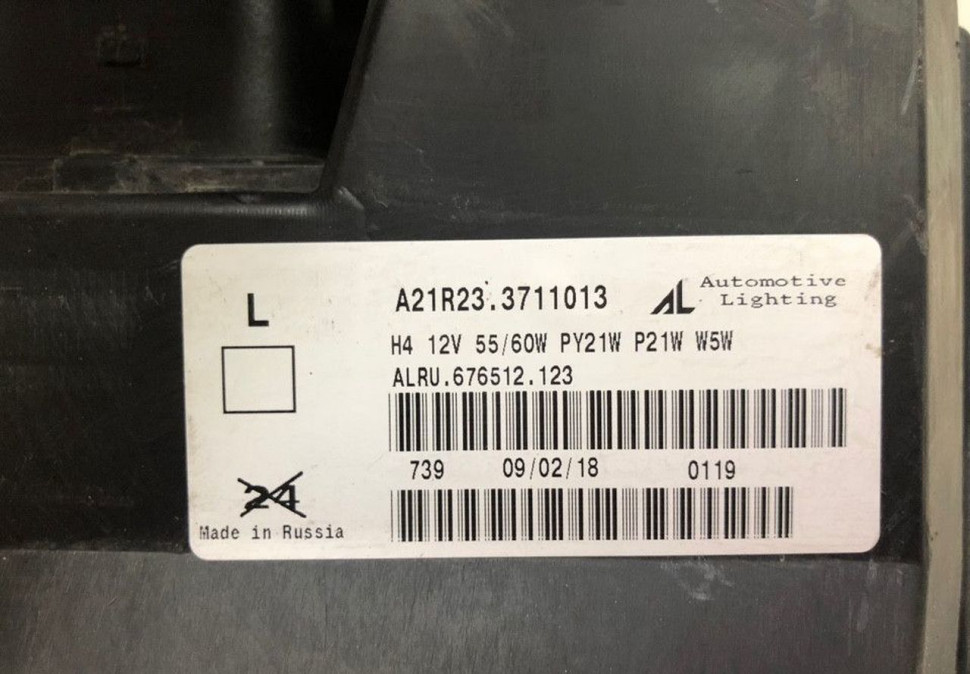 L
A21R23.3711013
AL Automotive
Lighting
H4 12V 55/60W PY21W P21W W5W
ALRU.676512.123
739 09/02/18 0119
24
Made in Russia